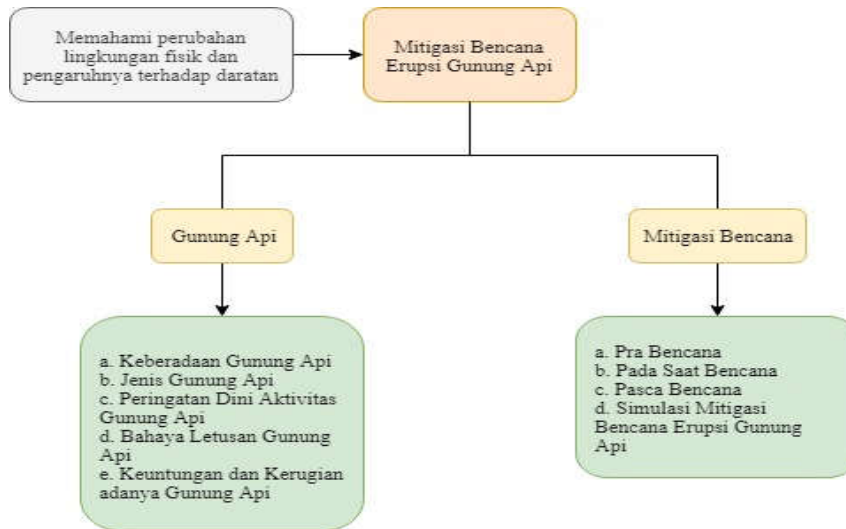 Memahami perubahan
lingkungan fisik dan
pengaruhnya terhadap daratan
Mitigasi Bencana
Erupsi Gunung Api
Gunung Api
Mitigasi Bencana
a. Keberadaan Gunung Api
b. Jenis Gunung Api
c. Peringatan Dini Aktivitas
Gunung Api
d. Bahaya Letusan Gunung
Api
e. Keuntungan dan Kerugian
adanya Gunung Api
a. Pra Bencana
b. Pada Saat Bencana
c. Pasca Bencana
d. Simulasi Mitigasi
Bencana Erupsi Gunung
Api